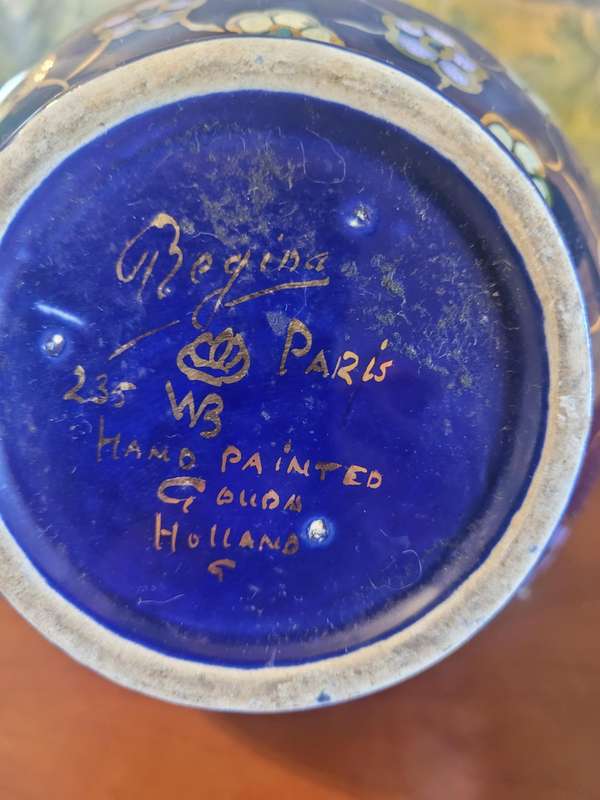 Regina
PARis
235 WB
HAND PAiNTED
GOUDA
HOLLAND
G